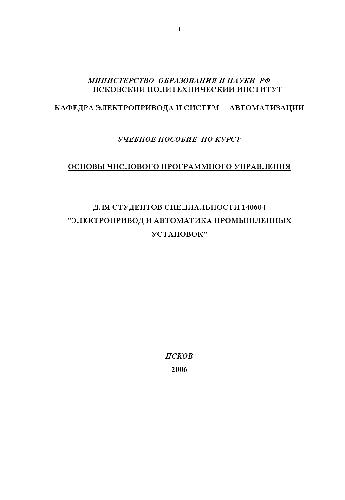 1
МИНИСТЕРСТВО ОБРАЗОВАНИЯ И НАУКИ РФ
ПСКОВСКИЙ ПОЛИТЕХНИЧЕСКИЙ ИНСТИТУТ
КАФЕДРА ЭЛЕКТРОПРИВОДА И СИСТЕМ АВТОМАТИЗАЦИИ
УЧЕБНОЕ ПОСОБИЕ ПО КУРСУ
ОСНОВЫ ЧИСЛОВОГО ПРОГРАММНОГО УПРАВЛЕНИЯ
ДЛЯ СТУДЕНТОВ СПЕЦИАЛЬНОСТИ 140604
"ЭЛЕКТРОПРИВОД И АВТОМАТИКА ПРОМЫШЛЕННЫХ
УСТАНОВОК"
ПСКОВ
2006